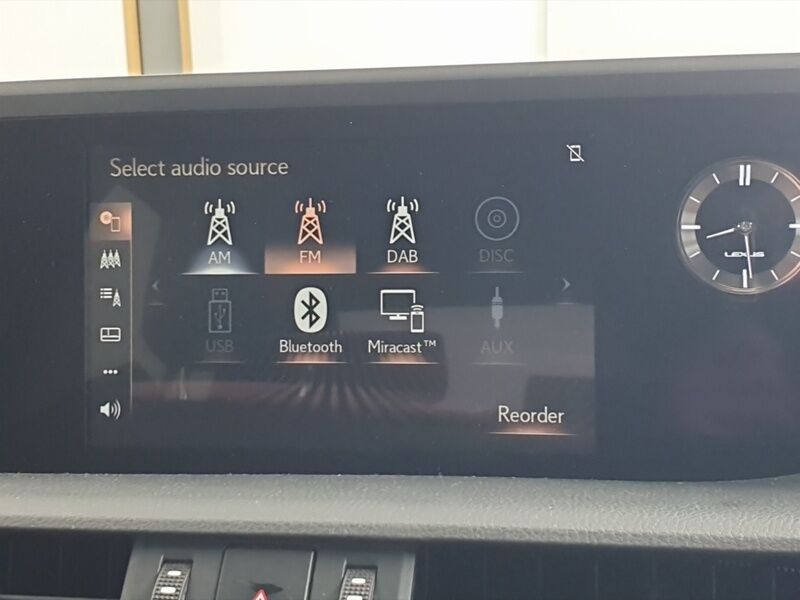 Select audio source
AM FM DAB DISC
USB Bluetooth Miracast™ AUX
Reorder
LEXUS